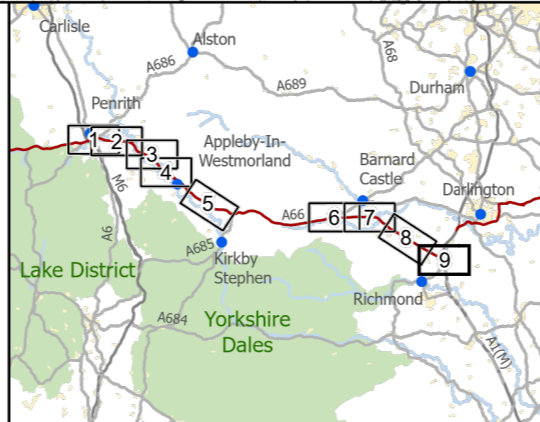 Carlisle
Alston
A686
A68
A689
Durham
Penrith
1
2
3
4
5
Appleby-In-
Westmorland
Barnard
Castle
Darlington
M6
A66
6
7
8
9
A6
A685
Kirkby
Stephen
Lake District
Richmond
A684
Yorkshire
Dales
A1(M)